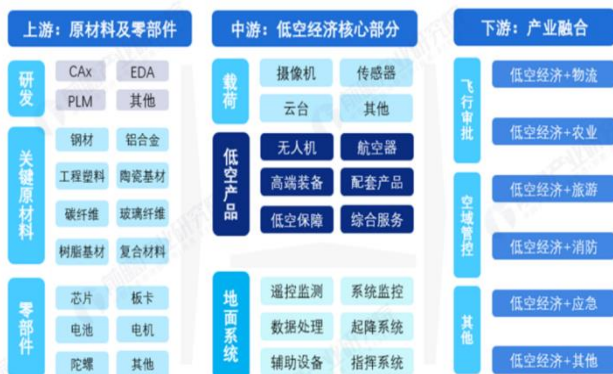 上游：原材料及零部件
研发
CAx EDA
PLM 其他
关键原材料
钢材 铝合金
工程塑料 陶瓷基材
碳纤维 玻璃纤维
树脂基材 复合材料
零部件
芯片 板卡
电池 电机
陀螺 其他
中游：低空经济核心部分
载荷
摄像机 传感器
云台 其他
低空产品
无人机 航空器
高端装备 配套产品
低空保障 综合服务
地面系统
遥控监测 系统监控
数据处理 起降系统
辅助设备 指挥系统
下游：产业融合
飞行审批
空域管控
其他
低空经济+物流
低空经济+农业
低空经济+旅游
低空经济+消防
低空经济+应急
低空经济+其他